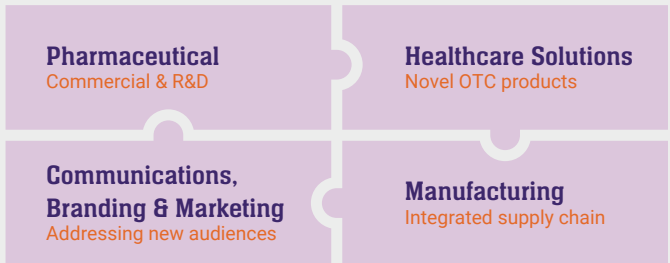 Pharmaceutical
Commercial & R&D
Healthcare Solutions
Novel OTC products
Communications,
Branding & Marketing
Addressing new audiences
Manufacturing
Integrated supply chain